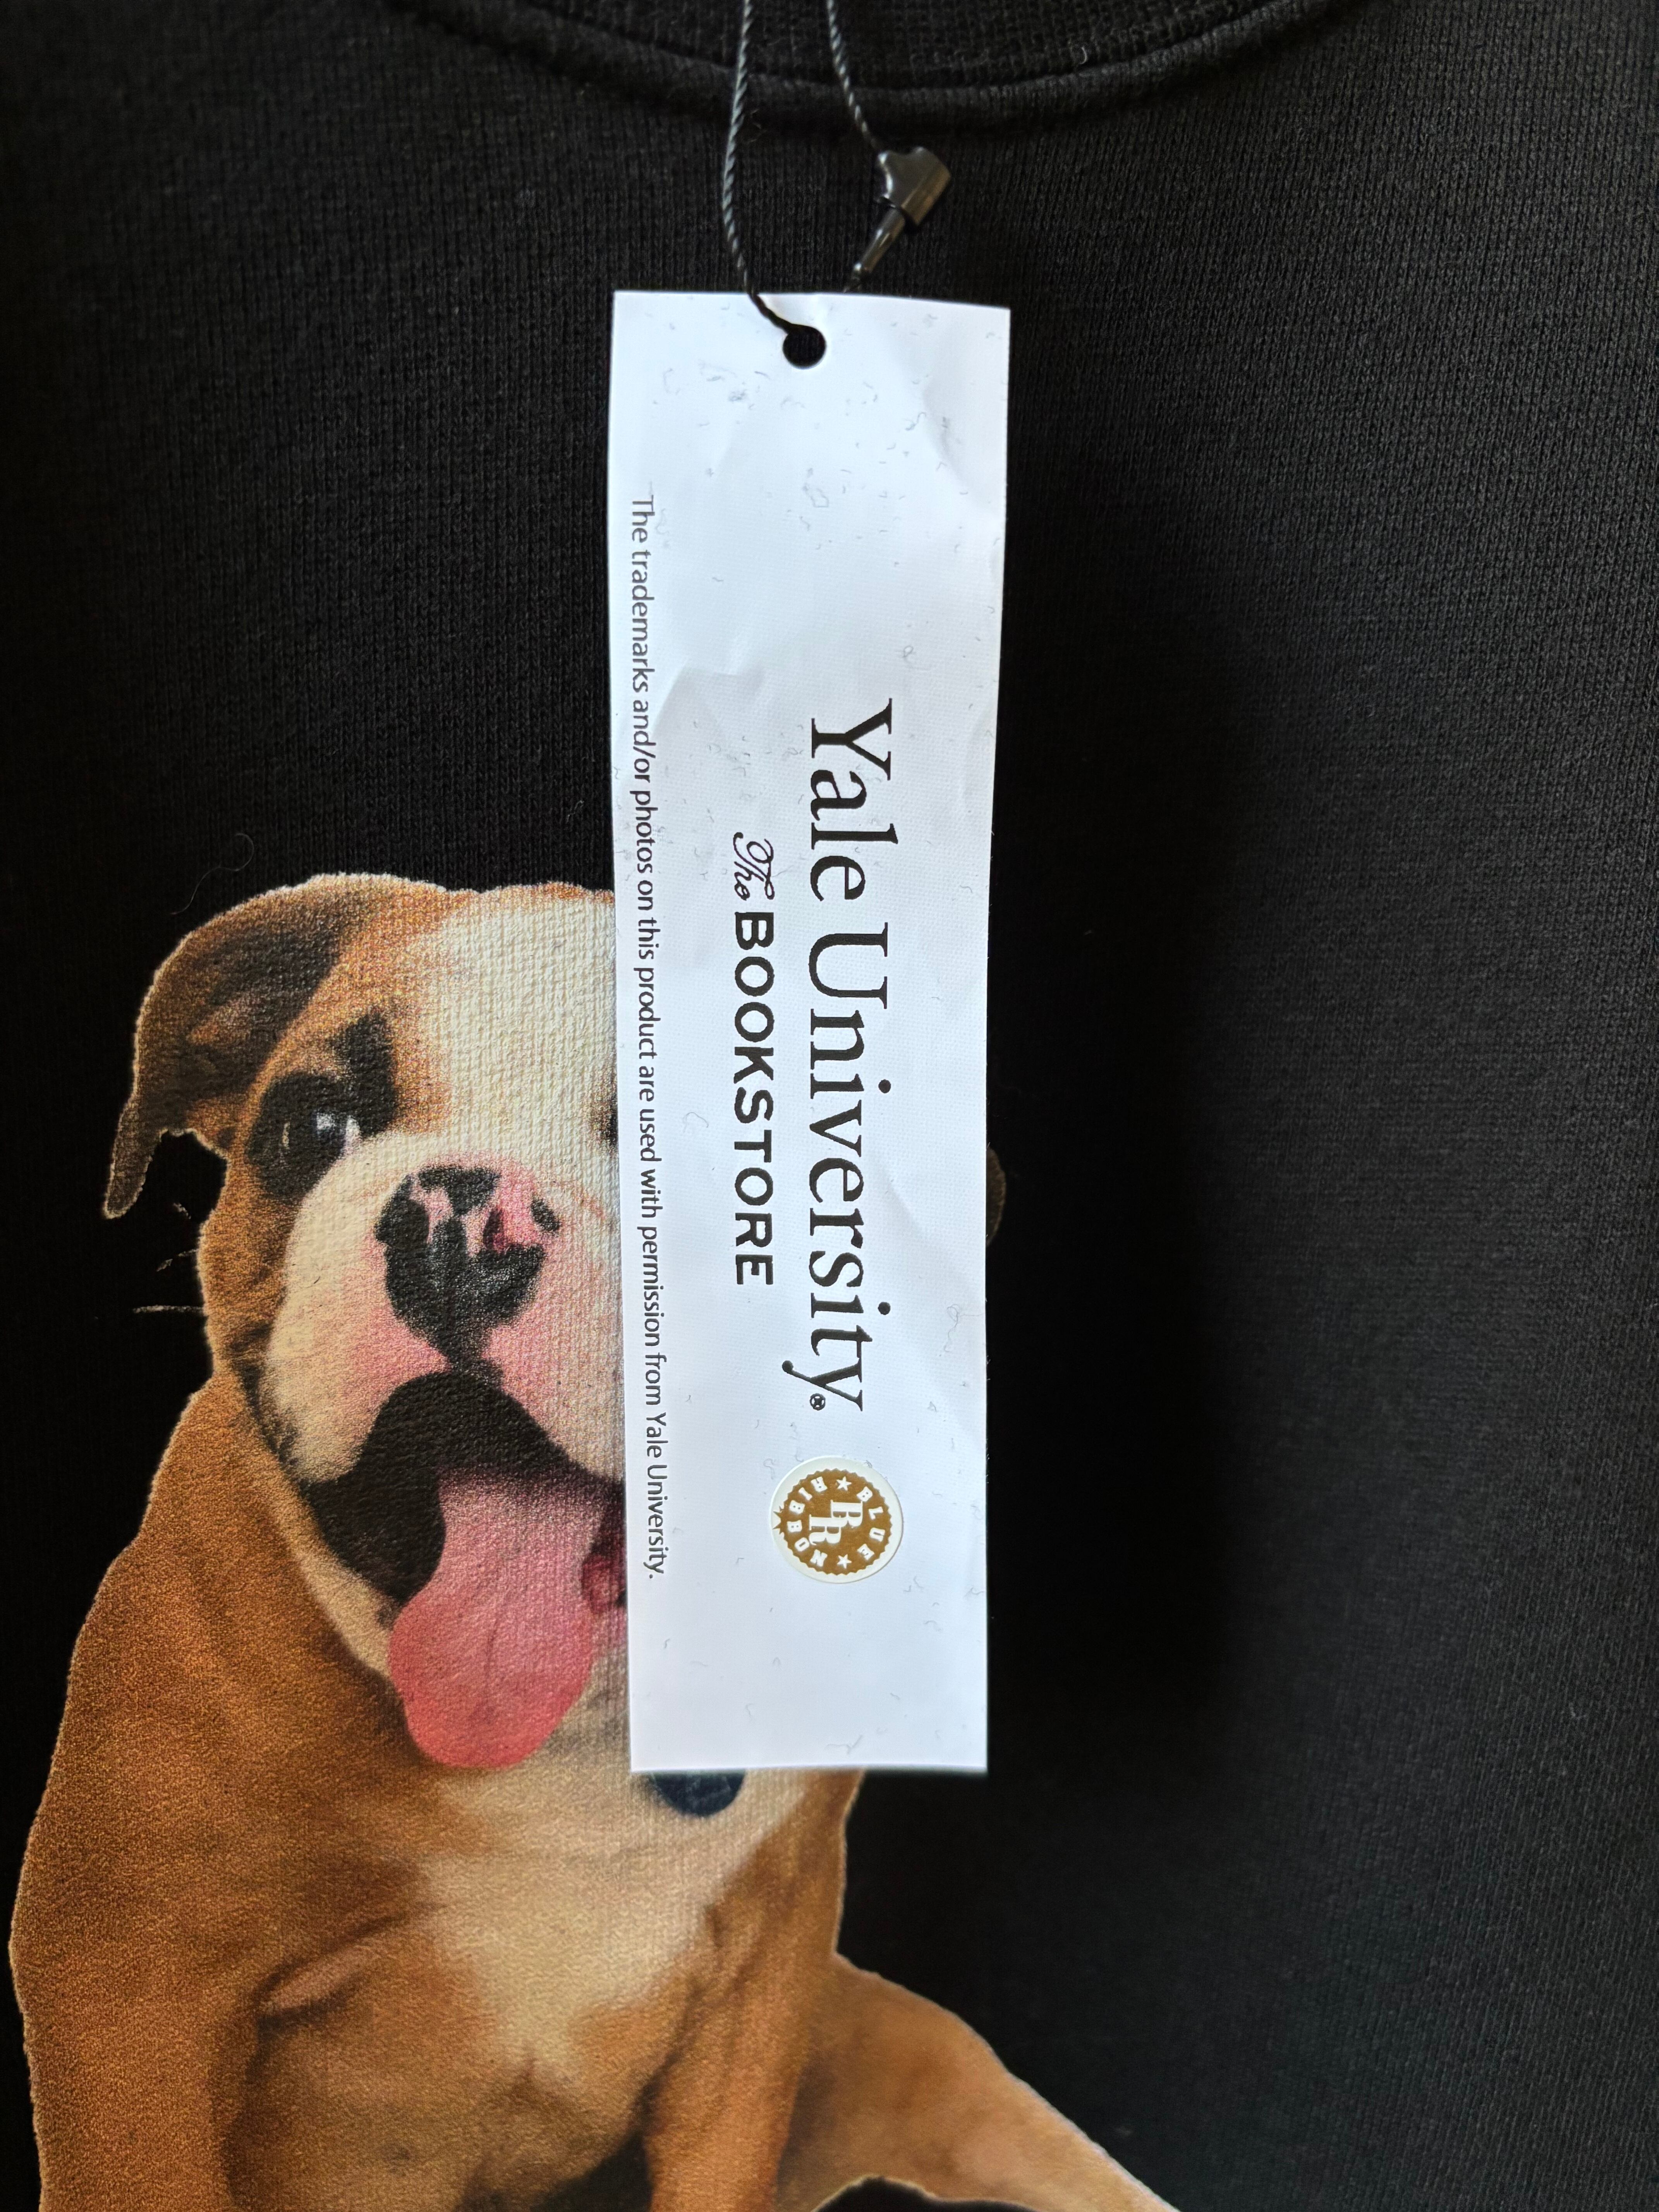 Yale University®
The BOOKSTORE
The trademarks and/or photos on this product are used with permission from Yale University.
BLUE
BR
RIBBON